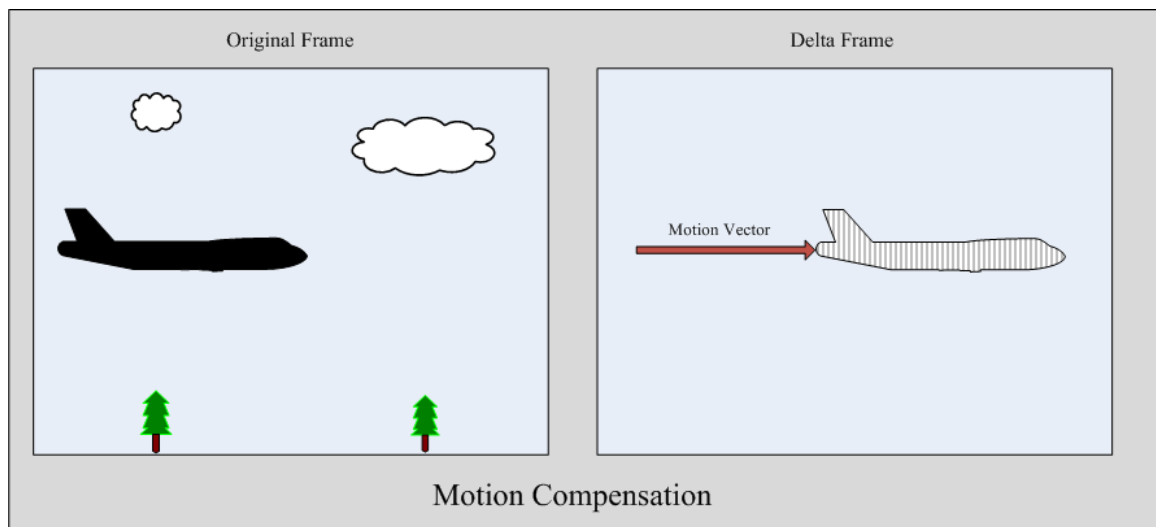 Original Frame
Delta Frame
Motion Vector
Motion Compensation